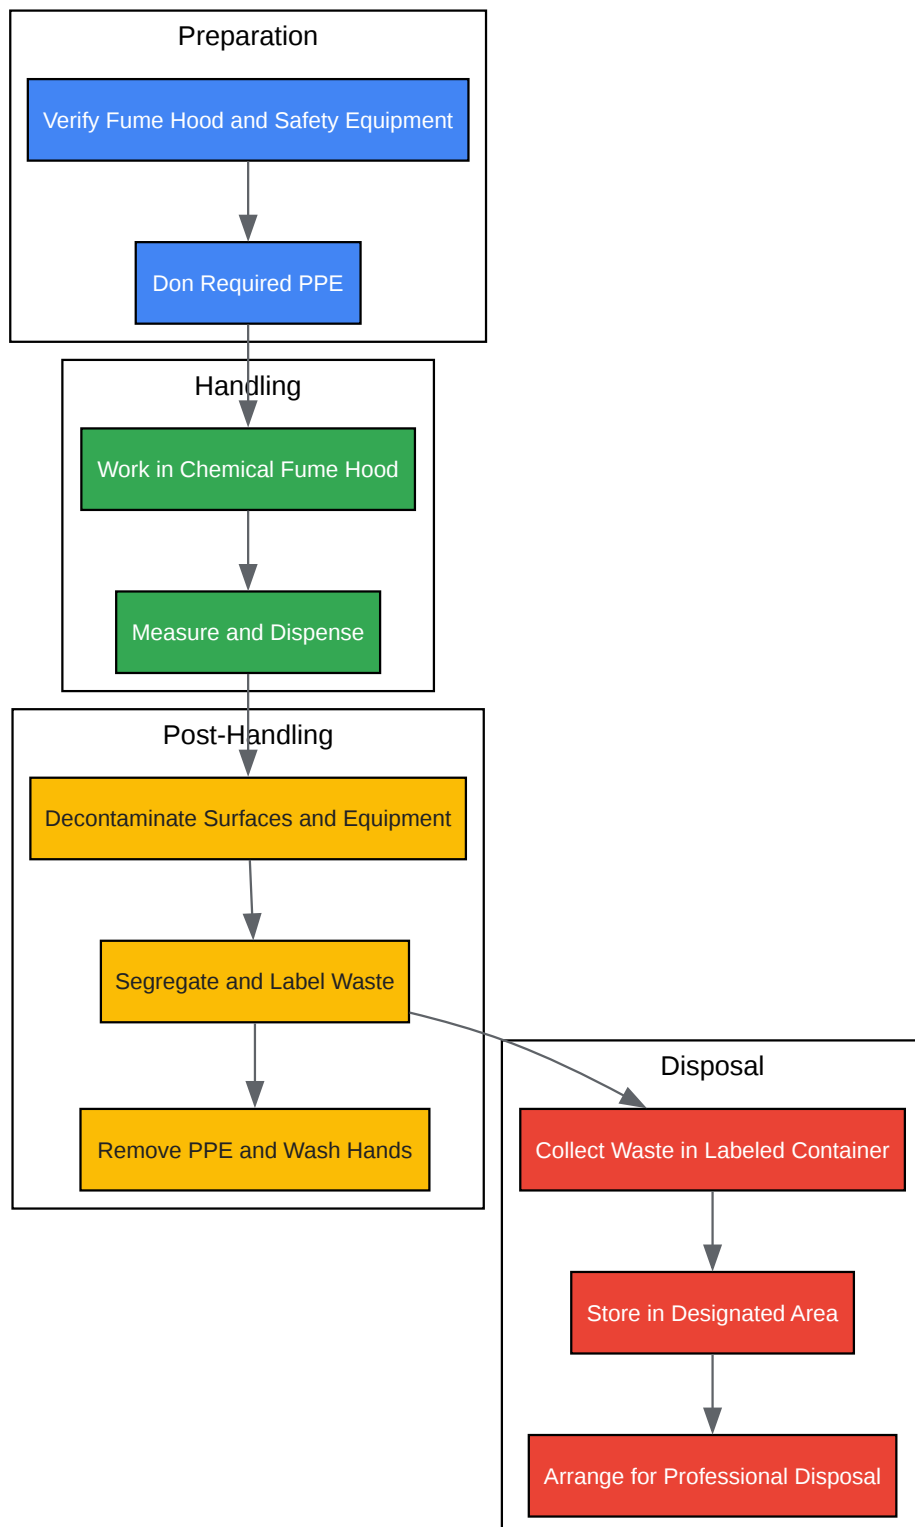 Preparation
Verify Fume Hood and Safety Equipment
Don Required PPE
Handling
Work in Chemical Fume Hood
Measure and Dispense
Post-Handling
Decontaminate Surfaces and Equipment
Segregate and Label Waste
Remove PPE and Wash Hands
Disposal
Collect Waste in Labeled Container
Store in Designated Area
Arrange for Professional Disposal